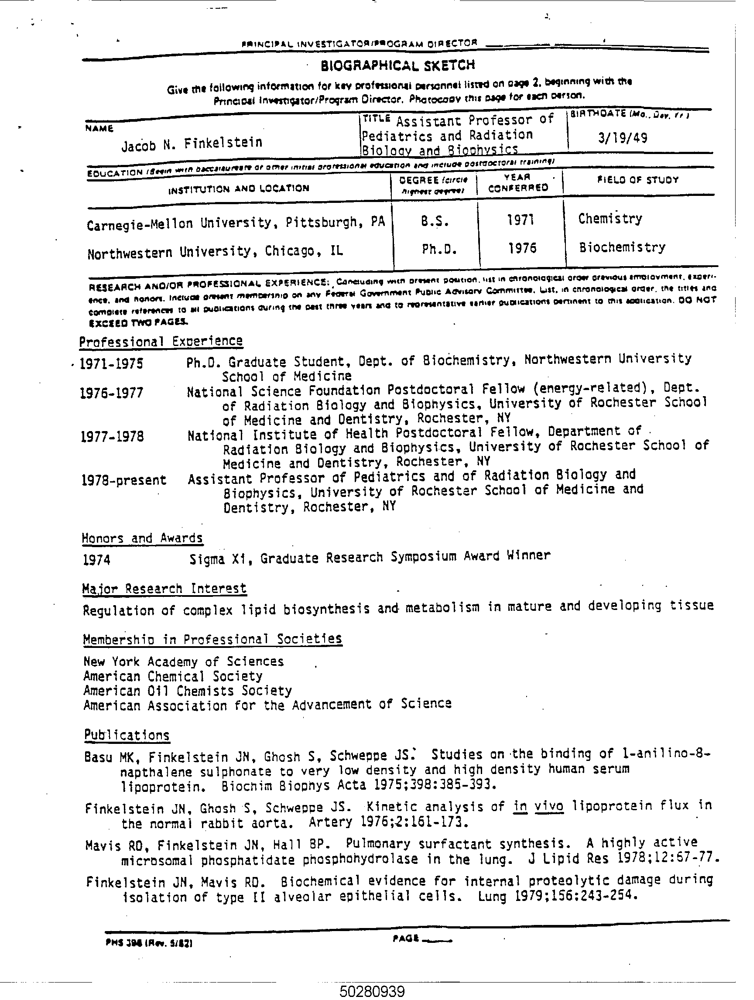 PRINCIPAL INVESTIGATOR/PROGRAM DIRECTOR
BIOGRAPHICAL SKETCH
Give the following information for key professional personnel listed on page 2, beginning with the
Principal Investigator/Program Director. Photocopy this page for each person.
NAME
Jacob N. Finkelstein
TITLE Assistant Professor of
Pediatrics and Radiation
Biology and Biophysics
BIRTHDATE (Mo., Day, Yr.)
3/19/49
EDUCATION (Begin with baccalaureate or other initial professional education and include postdoctoral training)
INSTITUTION AND LOCATION
DEGREE (circle
highest degree)
YEAR
CONFERRED
FIELD OF STUDY
Carnegie-Mellon University, Pittsburgh, PA B.S. 1971 Chemistry
Northwestern University, Chicago, IL Ph.D. 1976 Biochemistry
RESEARCH AND/OR PROFESSIONAL EXPERIENCE: Concluding with present position, list in chronological order previous employment, experi-
ence, and honors. Include present membership on any Federal Government Public Advisory Committee. List, in chronological order, the titles and
complete references to all publications during the past three years and to representative earlier publications pertinent to this application. DO NOT
EXCEED TWO PAGES.
Professional Experience
1971-1975 Ph.D. Graduate Student, Dept. of Biochemistry, Northwestern University
School of Medicine
1976-1977 National Science Foundation Postdoctoral Fellow (energy-related), Dept.
of Radiation Biology and Biophysics, University of Rochester School
of Medicine and Dentistry, Rochester, NY
1977-1978 National Institute of Health Postdoctoral Fellow, Department of
Radiation Biology and Biophysics, University of Rochester School of
Medicine and Dentistry, Rochester, NY
1978-present Assistant Professor of Pediatrics and of Radiation Biology and
Biophysics, University of Rochester School of Medicine and
Dentistry, Rochester, NY
Honors and Awards
1974 Sigma Xi, Graduate Research Symposium Award Winner
Major Research Interest
Regulation of complex lipid biosynthesis and metabolism in mature and developing tissue
Membership in Professional Societies
New York Academy of Sciences
American Chemical Society
American Oil Chemists Society
American Association for the Advancement of Science
Publications
Basu MK, Finkelstein JN, Ghosh S, Schweppe JS. Studies on the binding of 1-anilino-8-
napthalene sulphonate to very low density and high density human serum
lipoprotein. Biochim Biophys Acta 1975;398:385-393.
Finkelstein JN, Ghosh S, Schweppe JS. Kinetic analysis of in vivo lipoprotein flux in
the normal rabbit aorta. Artery 1976;2:161-173.
Mavis RD, Finkelstein JN, Hall BP. Pulmonary surfactant synthesis. A highly active
microsomal phosphatidate phosphohydrolase in the lung. J Lipid Res 1978;12:67-77.
Finkelstein JN, Mavis RD. Biochemical evidence for internal proteolytic damage during
isolation of type II alveolar epithelial cells. Lung 1979;156:243-254.
PHS 398 (Rev. 5/82)
PAGE
50280939